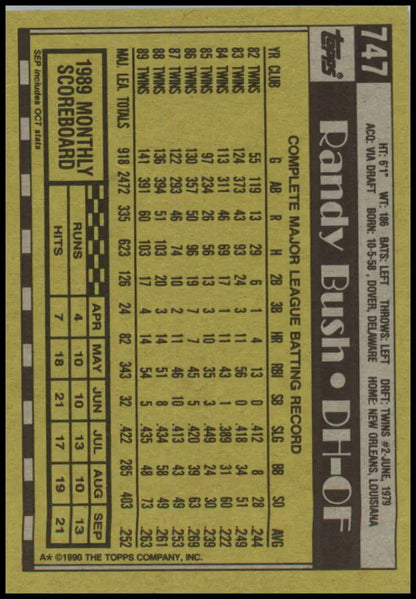 747
Topps
HT: 6'1" WT: 186 BATS: LEFT THROWS: LEFT DRFT: TWINS #2-JUNE, 1979
ACQ: VIA DRAFT BORN: 10-5-58, DOVER, DELAWARE HOME: NEW ORLEANS, LOUISIANA
Randy Bush • DH-OF
COMPLETE MAJOR LEAGUE BATTING RECORD
YR CLUB G AB R H 2B 3B HR RBI SB SLG BB SO AVG
82 TWINS 55 119 13 29 6 1 4 13 0 .412 8 28 .244
83 TWINS 124 373 43 93 24 3 11 56 0 .418 34 51 .249
84 TWINS 113 311 46 69 17 1 11 43 1 .389 31 60 .222
85 TWINS 97 234 26 56 13 3 10 35 3 .449 24 30 .239
86 TWINS 130 357 50 96 19 7 7 45 5 .420 39 63 .269
87 TWINS 122 293 46 74 10 2 11 46 10 .413 43 49 .253
88 TWINS 136 394 51 103 20 3 14 51 8 .434 58 49 .261
89 TWINS 141 391 60 103 17 4 14 54 5 .435 48 73 .263
MAJ. LEA. TOTALS 918 2472 335 623 126 24 82 343 32 .422 285 403 .252
1989 MONTHLY
SCOREBOARD
SEP includes OCT stats
APR MAY JUN JUL AUG SEP
RUNS 4 10 13 10 10 13
HITS 7 18 21 17 19 21
A* ©1990 THE TOPPS COMPANY, INC.